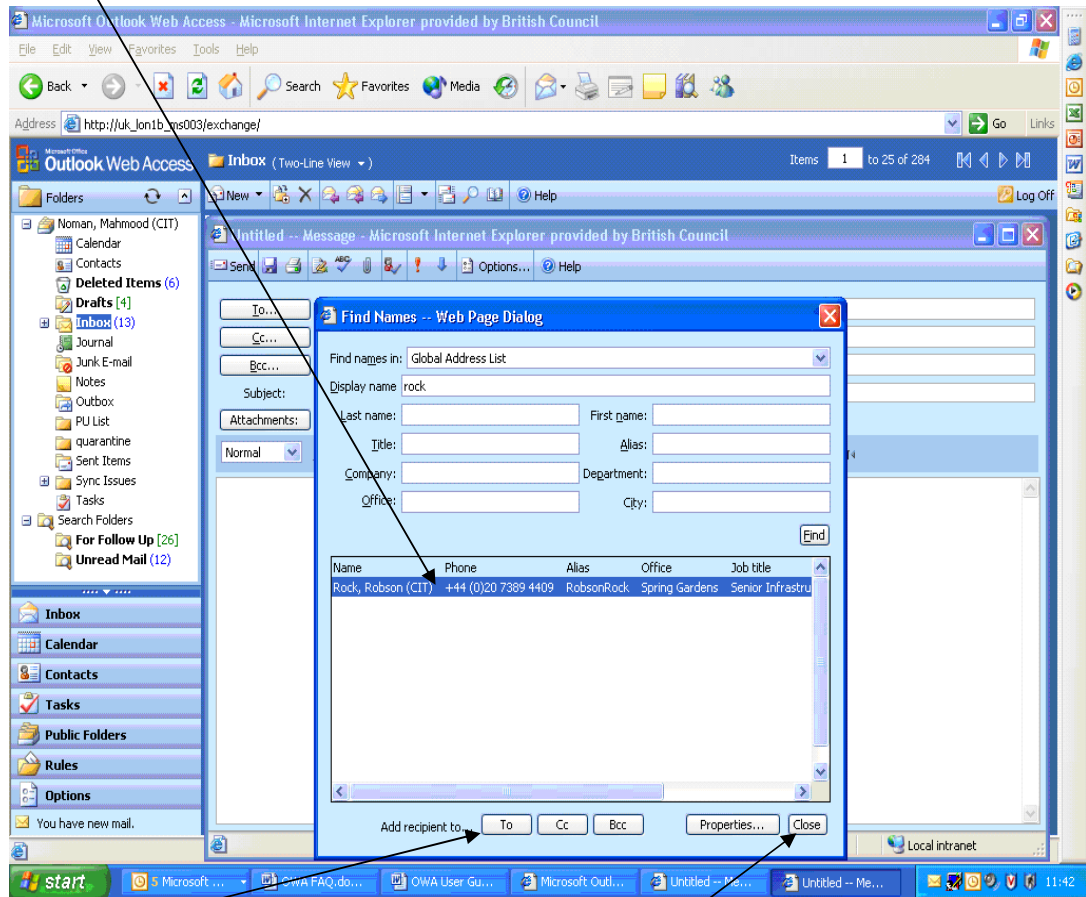 Microsoft Outlook Web Access - Microsoft Internet Explorer provided by British Council
File Edit View Favorites Tools Help
Back Search Favorites Media
Address http://uk_lon1b_ms003/exchange/ Go Links
Microsoft Office
Outlook Web Access Inbox (Two-Line View) Items 1 to 25 of 284
Folders New Help Log Off
Noman, Mahmood (CIT)
Calendar
Contacts
Deleted Items (6)
Drafts [4]
Inbox (13)
Journal
Junk E-mail
Notes
Outbox
PU List
quarantine
Sent Items
Sync Issues
Tasks
Search Folders
For Follow Up [26]
Unread Mail (12)
Inbox
Calendar
Contacts
Tasks
Public Folders
Rules
Options
You have new mail.
Untitled -- Message - Microsoft Internet Explorer provided by British Council
Send ABC Options... Help
To...
Cc...
Bcc...
Subject:
Attachments:
Normal
Find Names -- Web Page Dialog
Find names in: Global Address List
Display name rock
Last name: First name:
Title: Alias:
Company: Department:
Office: City:
Find
Name Phone Alias Office Job title
Rock, Robson (CIT) +44 (0)20 7389 4409 RobsonRock Spring Gardens Senior Infrastru
Add recipient to... To Cc Bcc Properties... Close
Local intranet
start 5 Microsoft ... OWA FAQ.do... OWA User Gu... Microsoft Outl... Untitled -- Me... Untitled -- Me... 11:42